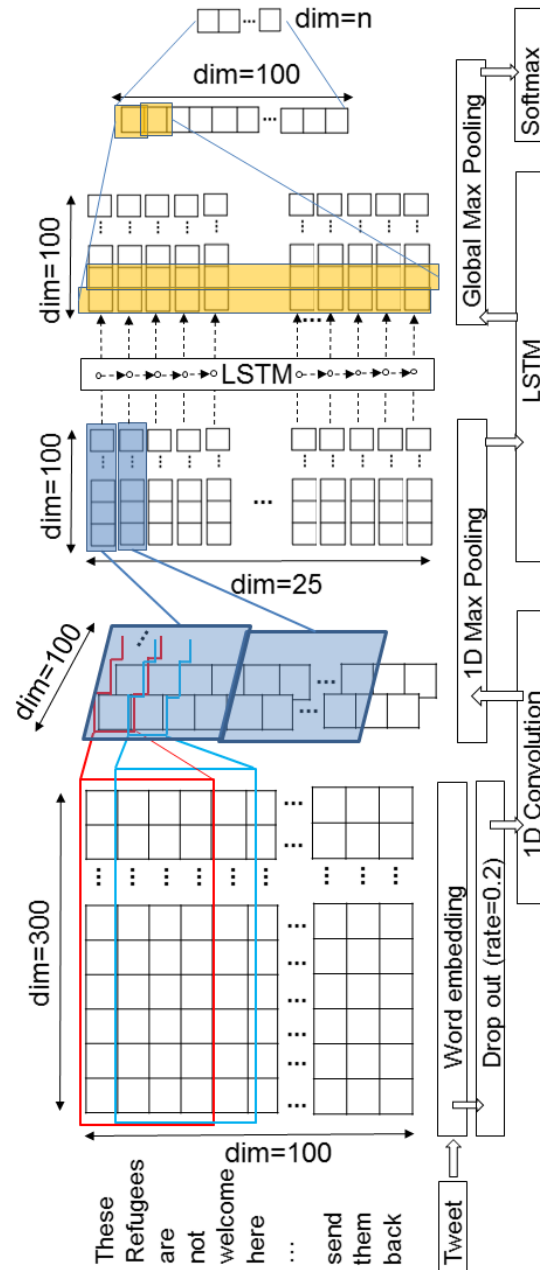 dim=n
dim=100
dim=100
LSTM
dim=100
dim=25
dim=100
dim=300
dim=100
These
Refugees
are
not
welcome
here
...
send
them
back
Softmax
Global Max Pooling
LSTM
1D Max Pooling
1D Convolution
Word embedding
Drop out (rate=0.2)
Tweet